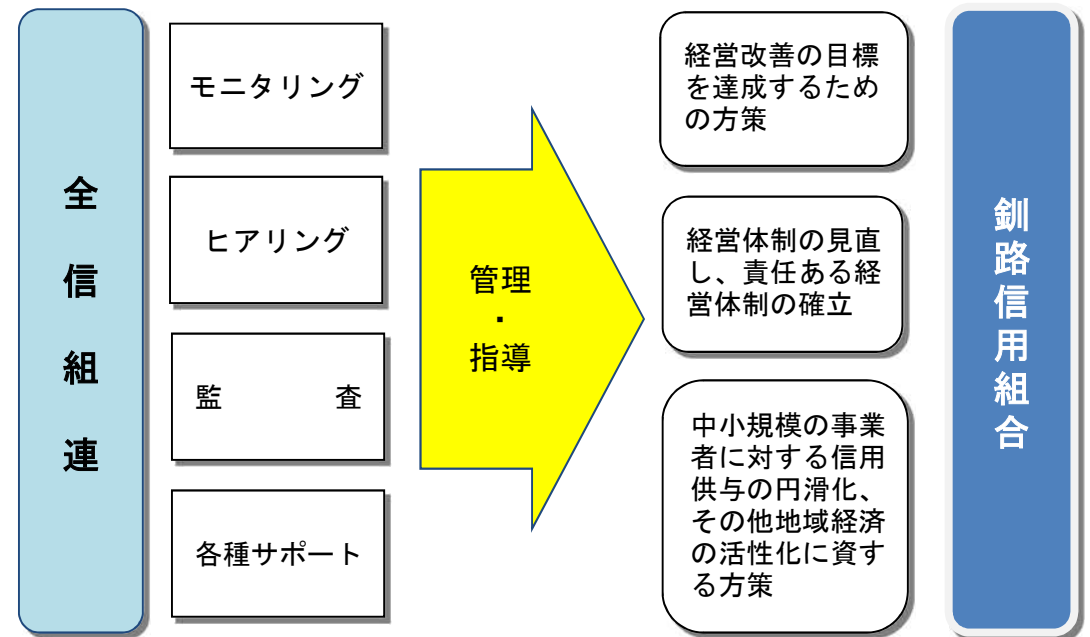 全信組連
モニタリング
ヒアリング
監　　　　査
各種サポート
管理
・
指導
経営改善の目標
を達成するため
の方策
経営体制の見直
し、責任ある経
営体制の確立
中小規模の事業
者に対する信用
供与の円滑化、
その他地域経済
の活性化に資す
る方策
釧路信用組合